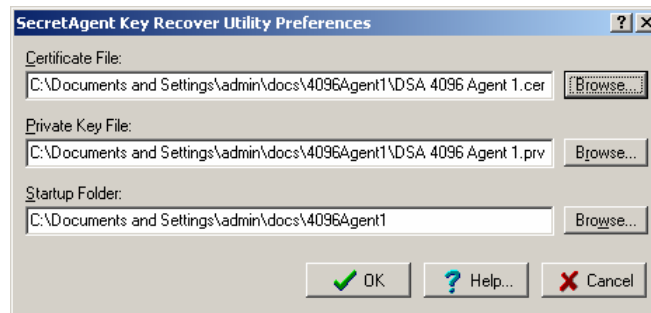 SecretAgent Key Recover Utility Preferences
Certificate File:
C:\Documents and Settings\admin\docs\4096Agent1\DSA 4096 Agent 1.cer Browse...
Private Key File:
C:\Documents and Settings\admin\docs\4096Agent1\DSA 4096 Agent 1.prv Browse...
Startup Folder:
C:\Documents and Settings\admin\docs\4096Agent1 Browse...
OK Help... Cancel